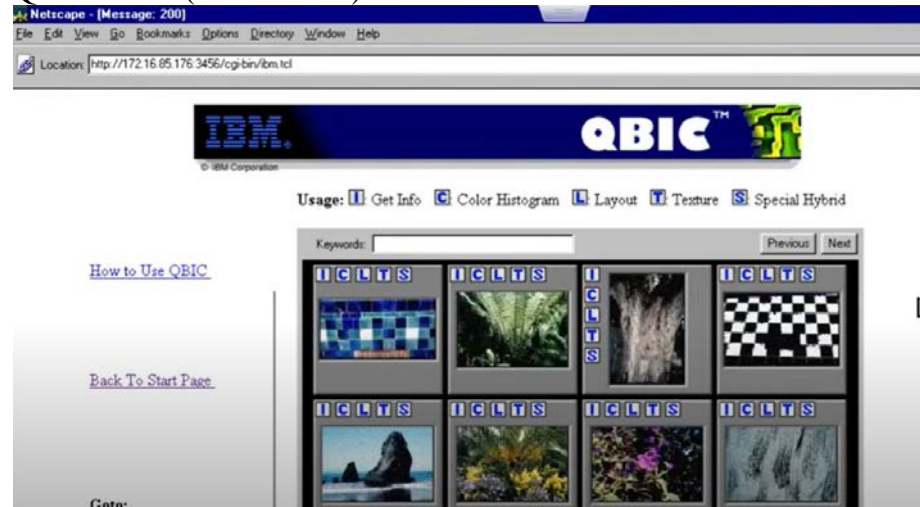 Netscape - [Message: 200]
File Edit View Go Bookmarks Options Directory Window Help
Location: http://172.16.85.176:3456/cgi-bin/ibm.tcl
IBM. QBIC™
© IBM Corporation
Usage: I: Get Info C: Color Histogram L: Layout T: Texture S: Special Hybrid
Keywords: Previous Next
How to Use QBIC
Back To Start Page
I C L T S I C L T S I C L T S I C L T S
I C L T S I C L T S I C L T S I C L T S
Goto: